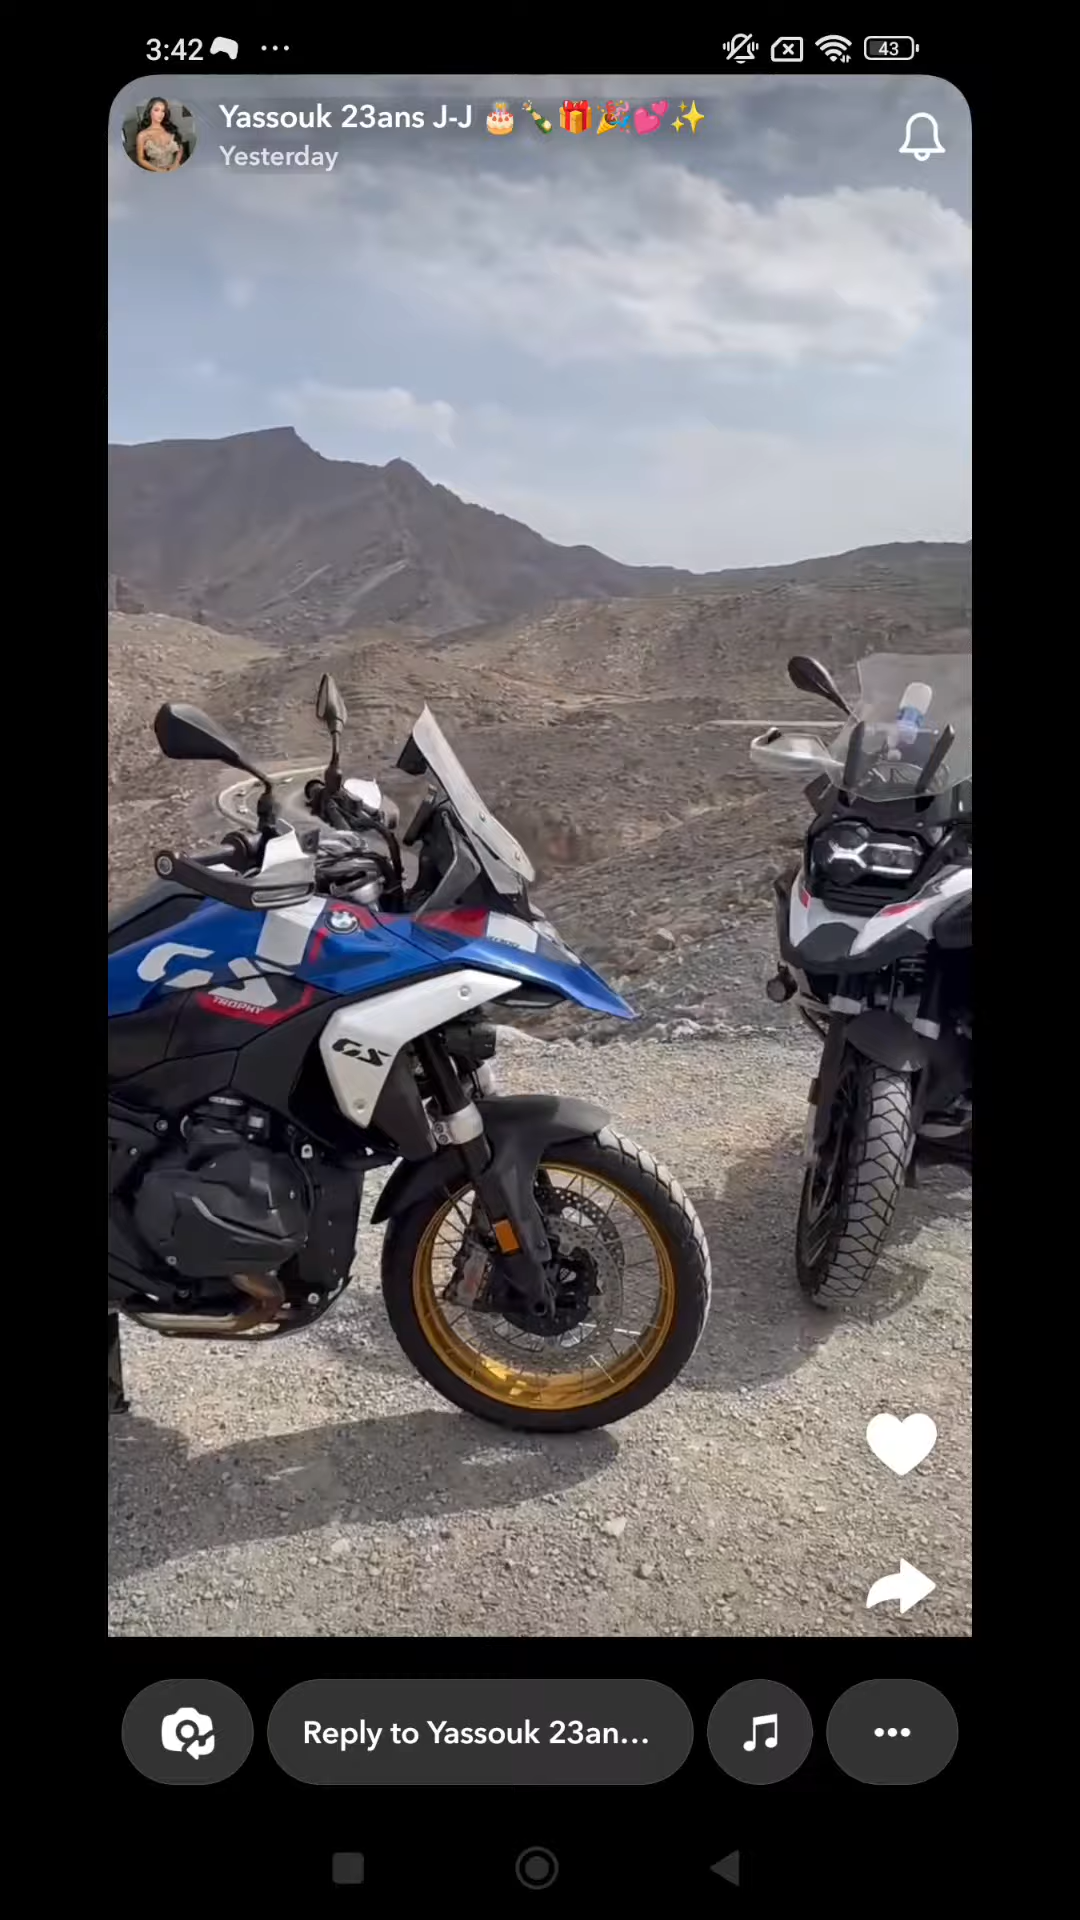 3:42
43
Yassouk 23ans J-J 🎂🍾🎁🎉💕✨
Yesterday
GS
TROPHY
GS
Reply to Yassouk 23an...